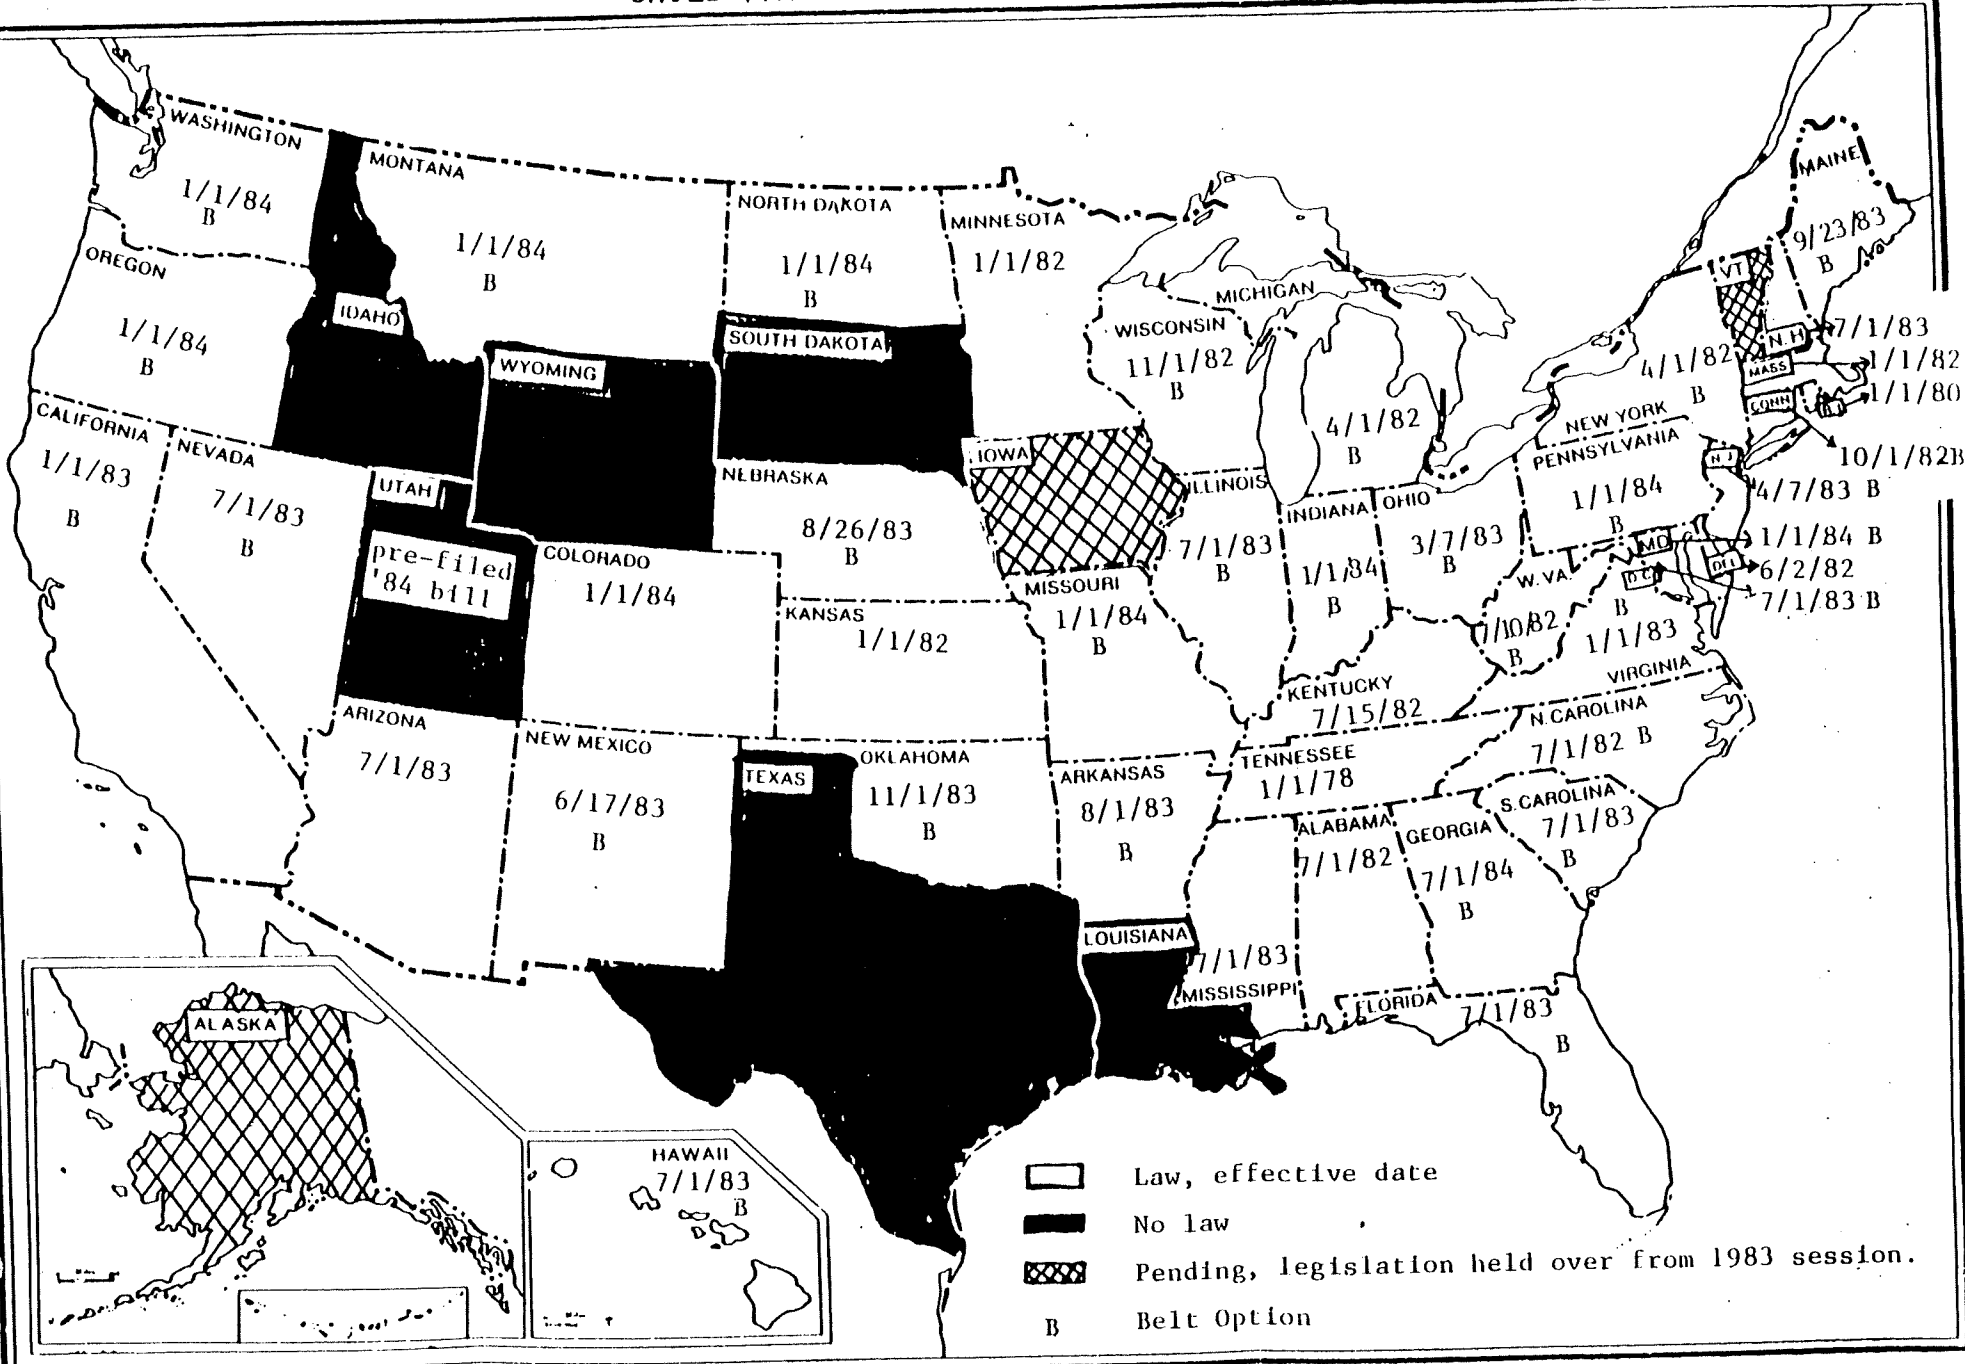 WASHINGTON
1/1/84
B
OREGON
1/1/84
B
CALIFORNIA
1/1/83
B
NEVADA
7/1/83
B
IDAHO
MONTANA
1/1/84
B
WYOMING
UTAH
pre-filed
'84 bill
COLORADO
1/1/84
ARIZONA
7/1/83
NEW MEXICO
6/17/83
B
NORTH DAKOTA
1/1/84
B
SOUTH DAKOTA
NEBRASKA
8/26/83
B
KANSAS
1/1/82
OKLAHOMA
11/1/83
B
TEXAS
MINNESOTA
1/1/82
IOWA
MISSOURI
1/1/84
B
ARKANSAS
8/1/83
B
LOUISIANA
WISCONSIN
11/1/82
B
MICHIGAN
4/1/82
B
ILLINOIS
7/1/83
B
INDIANA
1/1/84
B
OHIO
3/7/83
B
KENTUCKY
7/15/82
TENNESSEE
1/1/78
7/1/83
MISSISSIPPI
ALABAMA
7/1/82
GEORGIA
7/1/84
B
FLORIDA
7/1/83
B
S.CAROLINA
7/1/83
B
N.CAROLINA
7/1/82 B
B
1/1/83
VIRGINIA
W.VA.
7/10/82
B
PENNSYLVANIA
1/1/84
B
4/1/82
B
NEW YORK
MAINE
9/23/83
B
VT
N.H
7/1/83
MASS
1/1/82
1/1/80
CONN
10/1/82B
N J
4/7/83 B
MD
1/1/84 B
DEL
6/2/82
D.C.
7/1/83 B
ALASKA
HAWAII
7/1/83
B
Law, effective date
No law
Pending, legislation held over from 1983 session.
B Belt Option